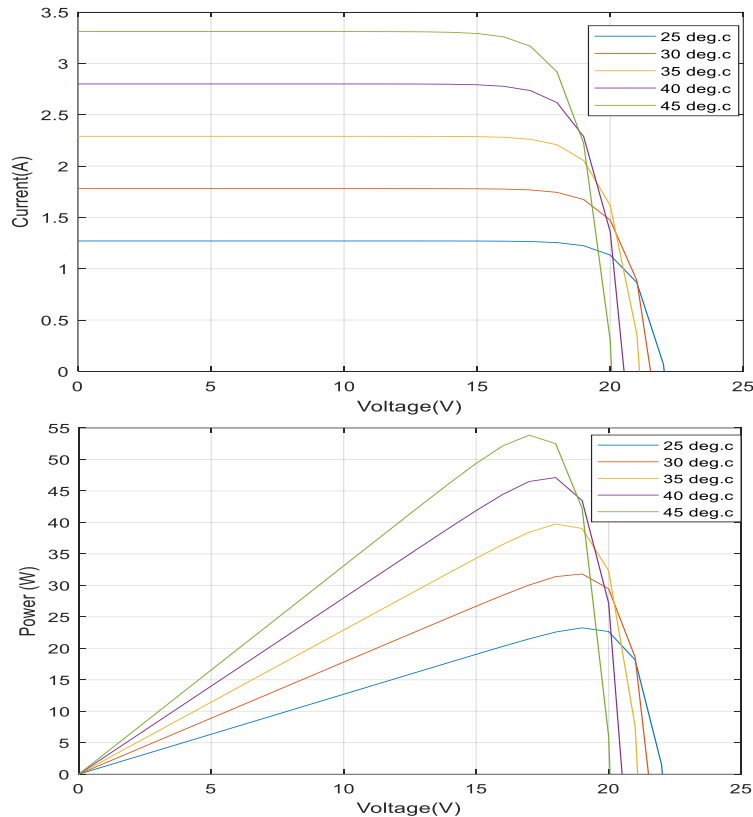 3.5
3
2.5
2
1.5
1
0.5
0
Current(A)
25 deg.c
30 deg.c
35 deg.c
40 deg.c
45 deg.c
0 5 10 15 20 25
Voltage(V)
55
50
45
40
35
30
25
20
15
10
5
0
Power (W)
25 deg.c
30 deg.c
35 deg.c
40 deg.c
45 deg.c
0 5 10 15 20 25
Voltage(V)